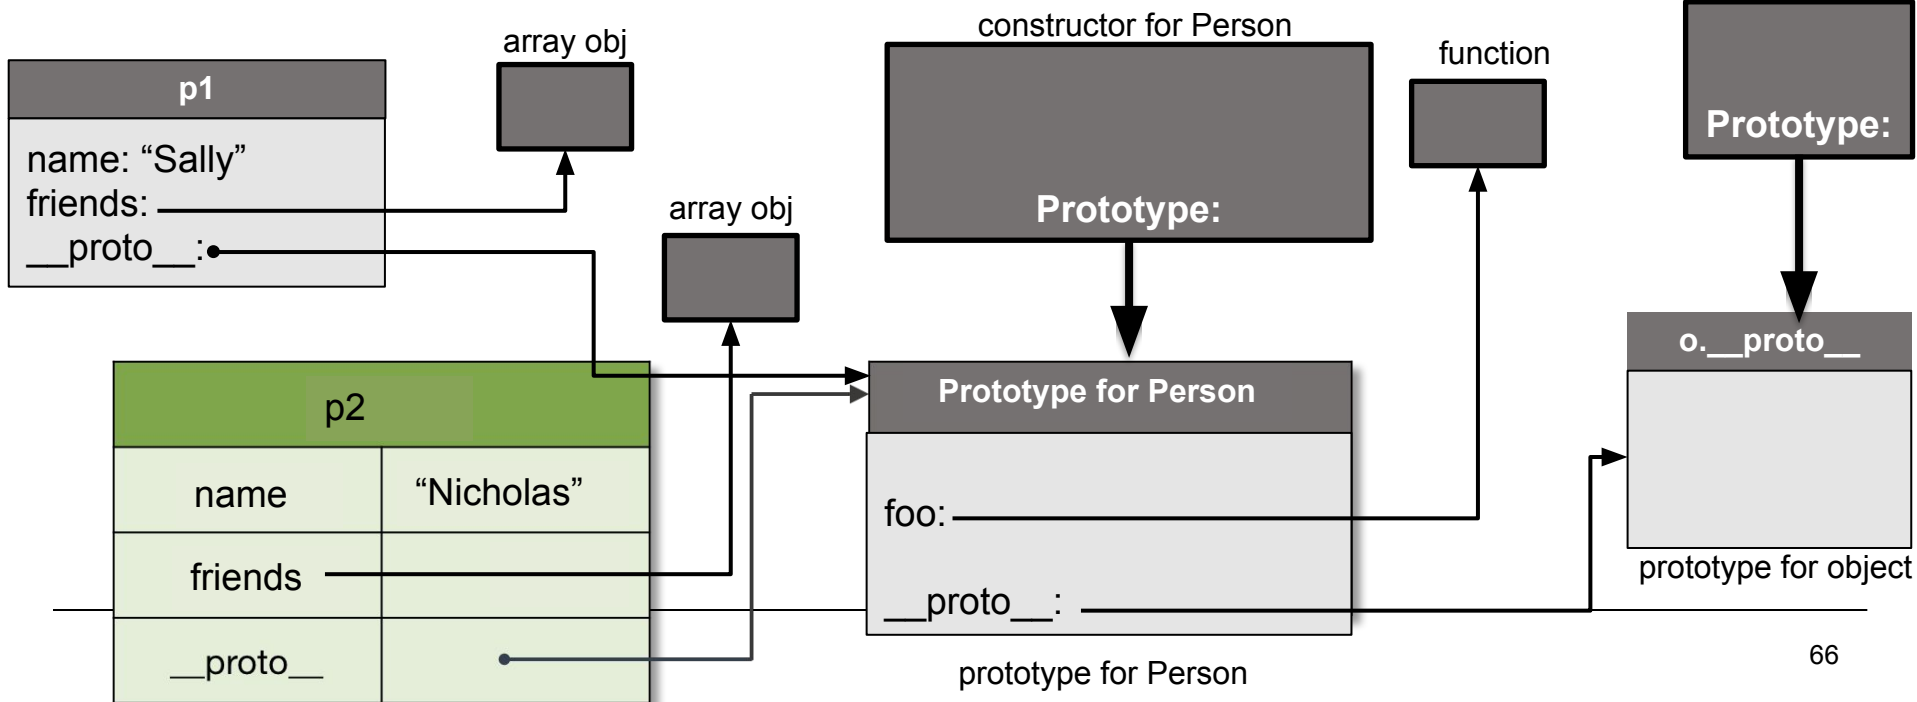 constructor for Person
array obj
function
p1
Prototype:
name: “Sally”
friends:
__proto__:
array obj
Prototype:
o.__proto__
Prototype for Person
p2
name
“Nicholas”
foo:
friends
prototype for object
__proto__:
__proto__
prototype for Person
66